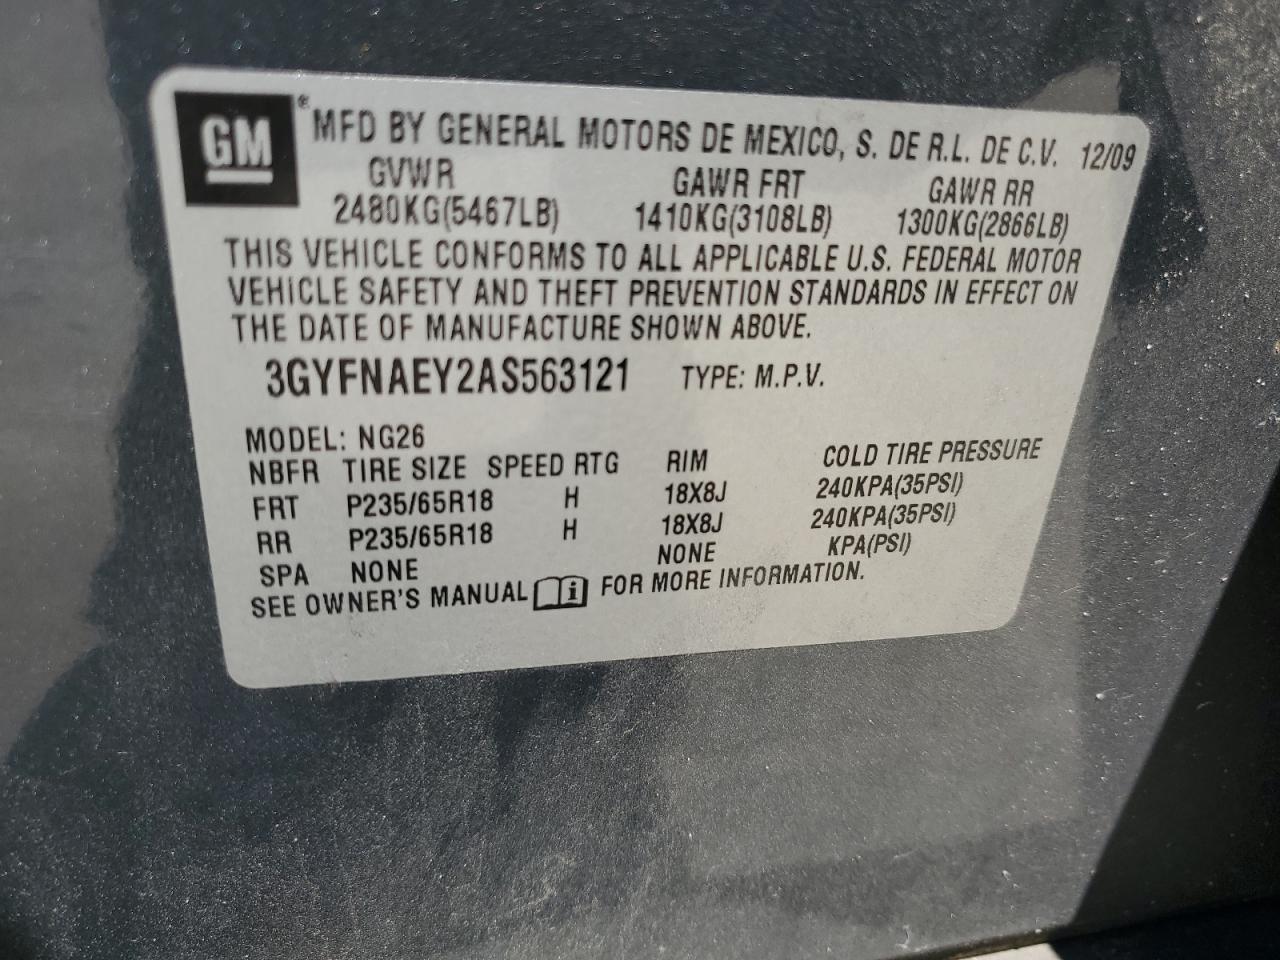 GM ® MFD BY GENERAL MOTORS DE MEXICO, S. DE R.L. DE C.V. 12/09
GVWR GAWR FRT GAWR RR
2480KG(5467LB) 1410KG(3108LB) 1300KG(2866LB)
THIS VEHICLE CONFORMS TO ALL APPLICABLE U.S. FEDERAL MOTOR
VEHICLE SAFETY AND THEFT PREVENTION STANDARDS IN EFFECT ON
THE DATE OF MANUFACTURE SHOWN ABOVE.
3GYFNAEY2AS563121 TYPE: M.P.V.
MODEL: NG26
NBFR TIRE SIZE SPEED RTG RIM COLD TIRE PRESSURE
FRT P235/65R18 H 18X8J 240KPA(35PSI)
RR P235/65R18 H 18X8J 240KPA(35PSI)
SPA NONE NONE KPA(PSI)
SEE OWNER'S MANUAL i FOR MORE INFORMATION.